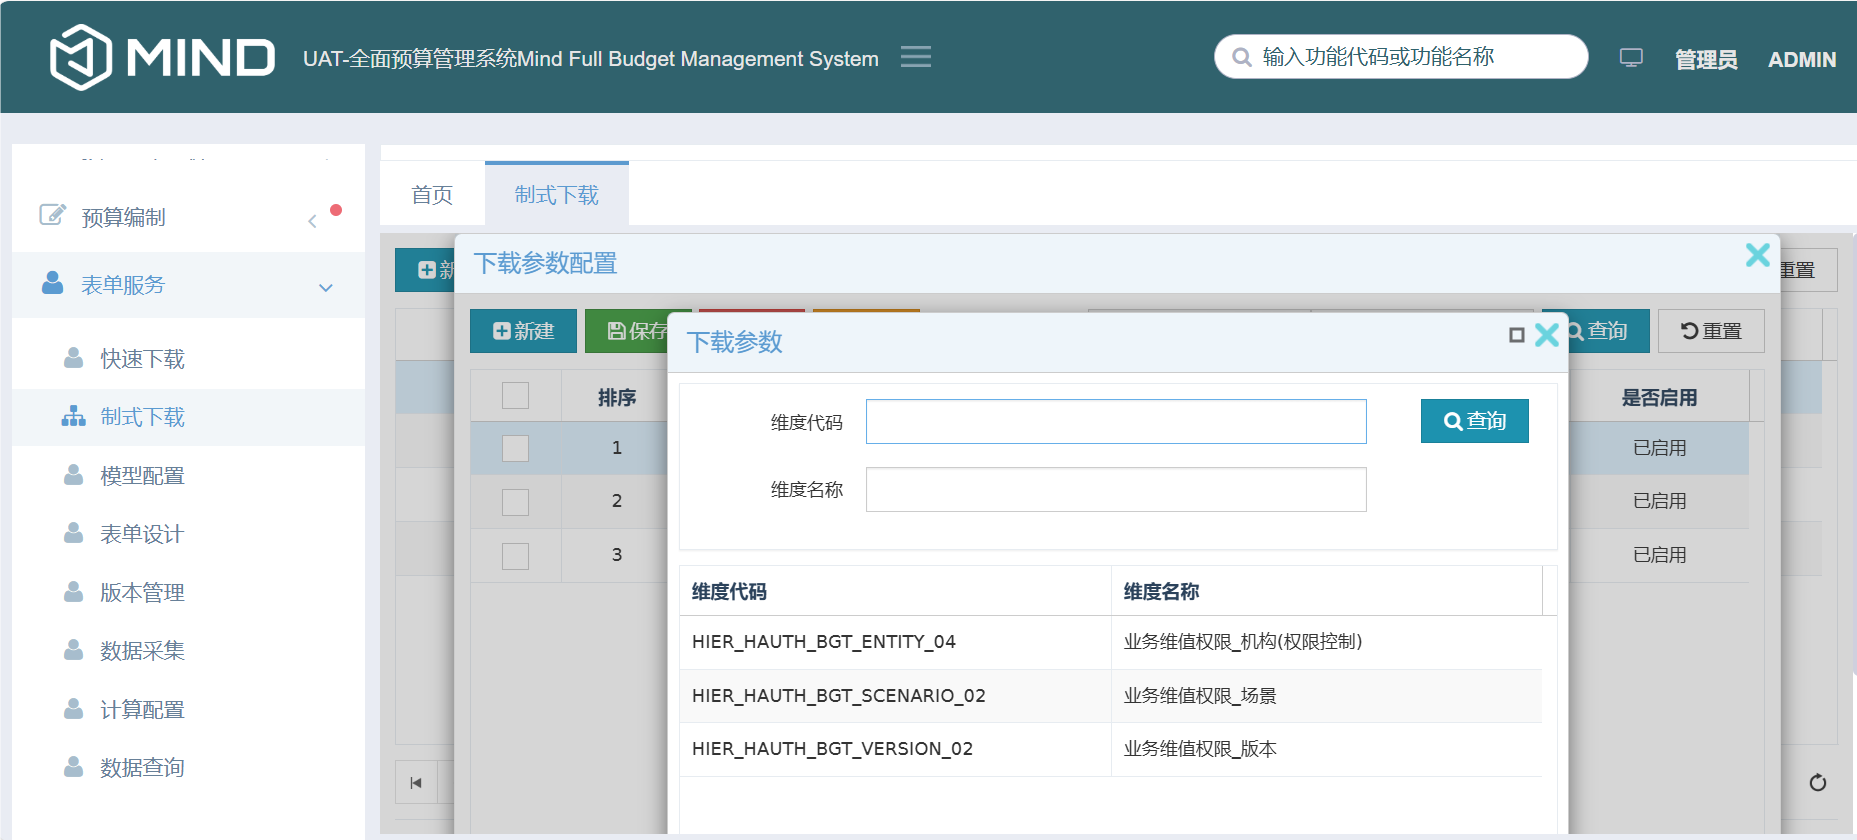 MIND
UAT-全面预算管理系统Mind Full Budget Management System
输入功能代码或功能名称
管理员
ADMIN
预算编制
表单服务
快速下载
制式下载
模型配置
表单设计
版本管理
数据采集
计算配置
数据查询
首页
制式下载
新
重置
下载参数配置
新建
保存
查询
重置
排序
是否启用
1
已启用
2
已启用
3
已启用
下载参数
维度代码
查询
维度名称
维度代码 维度名称
HIER_HAUTH_BGT_ENTITY_04 业务维值权限_机构(权限控制)
HIER_HAUTH_BGT_SCENARIO_02 业务维值权限_场景
HIER_HAUTH_BGT_VERSION_02 业务维值权限_版本